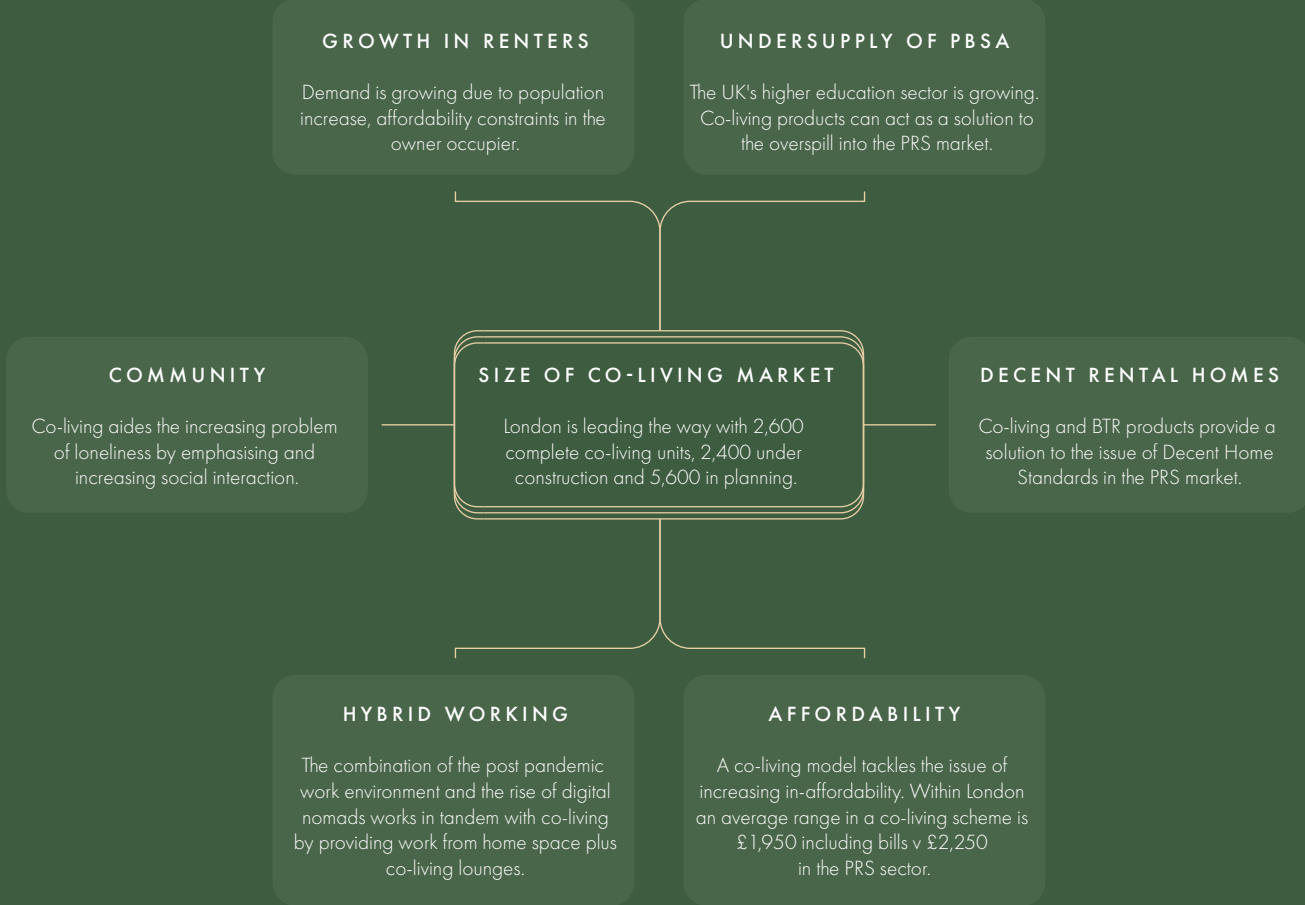 GROWTH IN RENTERS
Demand is growing due to population
increase, affordability constraints in the
owner occupier.
UNDERSUPPLY OF PBSA
The UK's higher education sector is growing.
Co-living products can act as a solution to
the overspill into the PRS market.
COMMUNITY
Co-living aides the increasing problem
of loneliness by emphasising and
increasing social interaction.
SIZE OF CO-LIVING MARKET
London is leading the way with 2,600
complete co-living units, 2,400 under
construction and 5,600 in planning.
DECENT RENTAL HOMES
Co-living and BTR products provide a
solution to the issue of Decent Home
Standards in the PRS market.
HYBRID WORKING
The combination of the post pandemic
work environment and the rise of digital
nomads works in tandem with co-living
by providing work from home space plus
co-living lounges.
AFFORDABILITY
A co-living model tackles the issue of
increasing in-affordability. Within London
an average range in a co-living scheme is
£1,950 including bills v £2,250
in the PRS sector.